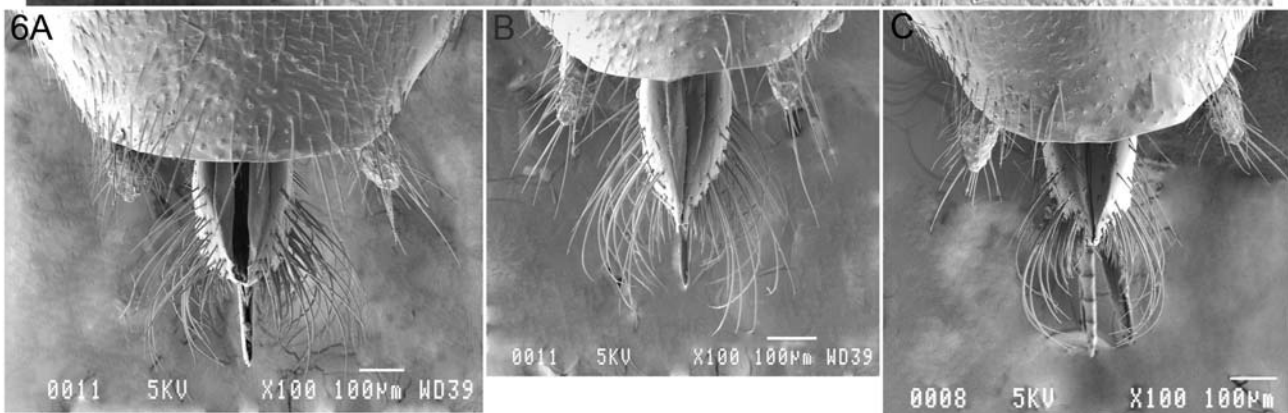 6A
B
C
0011 5KV X100 100µm WD39
0011 5KV X100 100µm WD39
0008 5KV X100 100µm